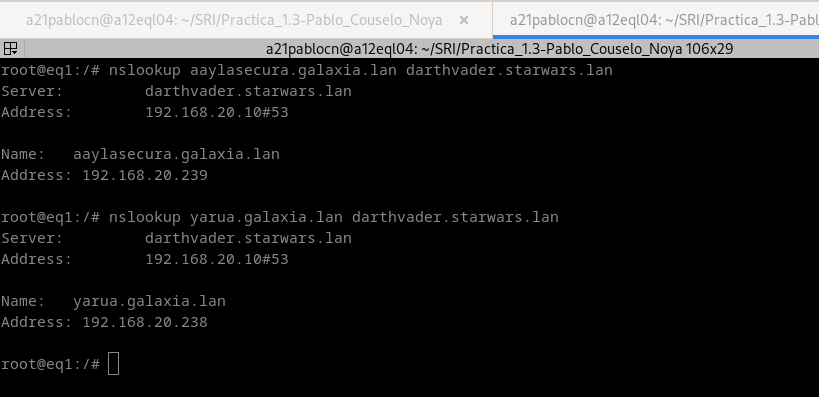 a21pablocn@a12eql04: ~/SRI/Practica_1.3-Pablo_Couselo_Noya × a21pablocn@a12eql04: ~/SRI/Practica_1.3-Pabl
a21pablocn@a12eql04: ~/SRI/Practica_1.3-Pablo_Couselo_Noya 106x29
root@eq1:/# nslookup aaylasecura.galaxia.lan darthvader.starwars.lan
Server:         darthvader.starwars.lan
Address:        192.168.20.10#53
Name:   aaylasecura.galaxia.lan
Address: 192.168.20.239
root@eq1:/# nslookup yarua.galaxia.lan darthvader.starwars.lan
Server:         darthvader.starwars.lan
Address:        192.168.20.10#53
Name:   yarua.galaxia.lan
Address: 192.168.20.238
root@eq1:/#